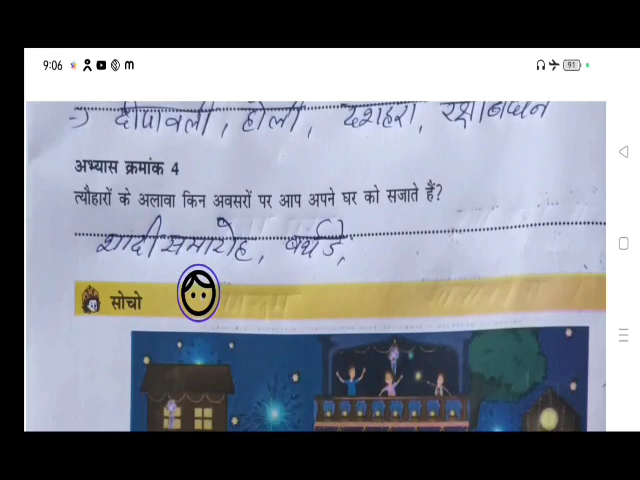 9:06 m 91
-) दीपावली, होली, दशहरा, रक्षाबंधन
अभ्यास क्रमांक 4
त्यौहारों के अलावा किन अवसरों पर आप अपने घर को सजाते हैं?
शादी समारोह, बर्थडे,
सोचो